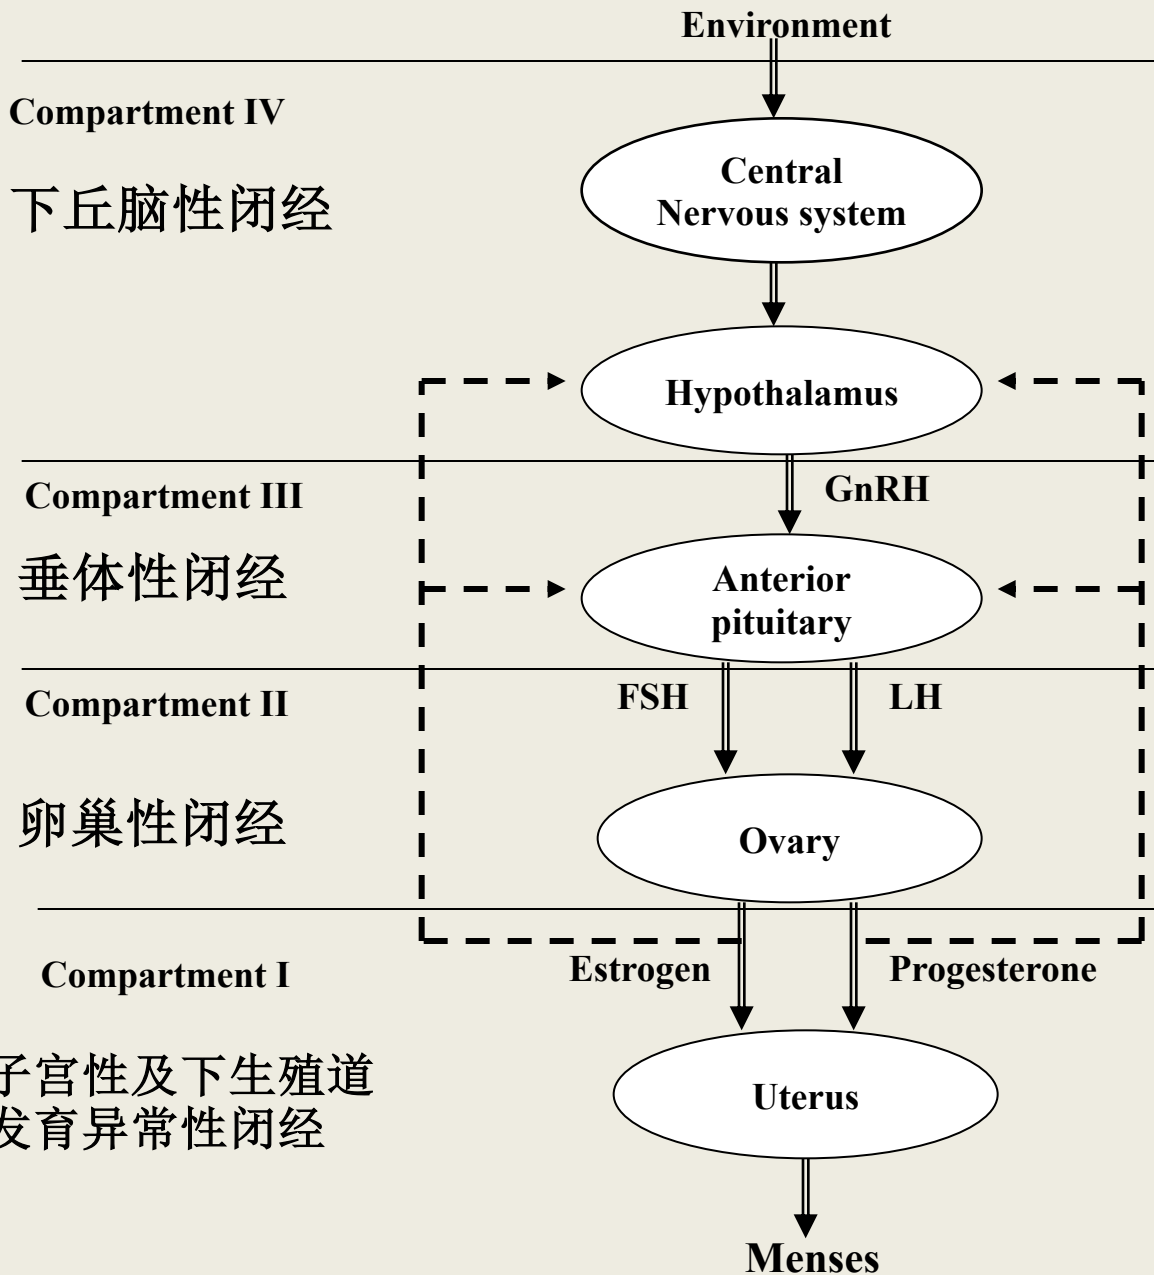 Environment
Compartment IV
下丘脑性闭经
Central
Nervous system
Hypothalamus
Compartment III
GnRH
垂体性闭经
Anterior
pituitary
Compartment II
FSH
LH
卵巢性闭经
Ovary
Compartment I
Estrogen
Progesterone
子宫性及下生殖道
发育异常性闭经
Uterus
Menses